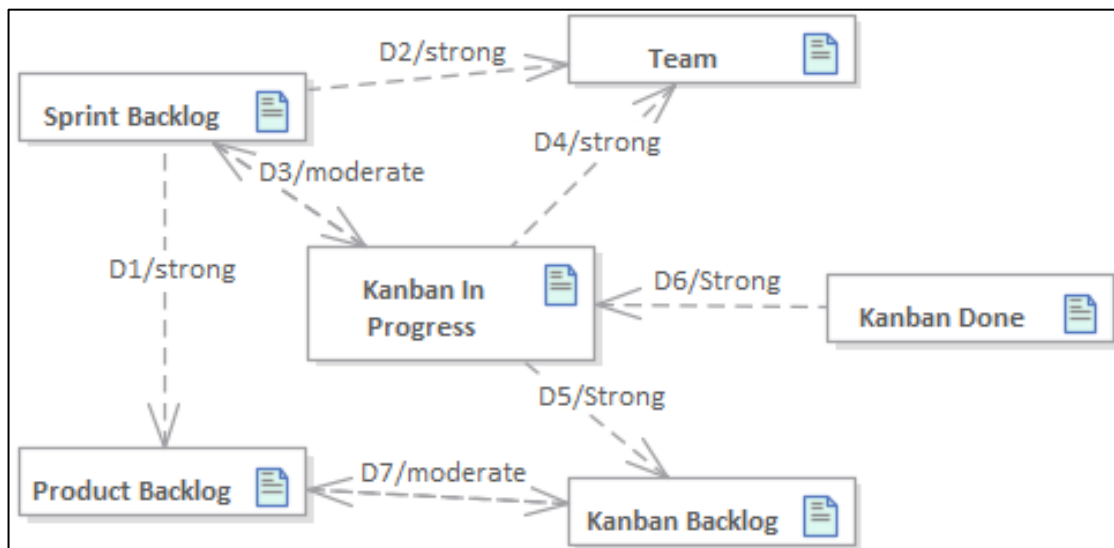 D2/strong
Team
Sprint Backlog
D4/strong
D3/moderate
D1/strong
Kanban In
Progress
D6/Strong
Kanban Done
D5/Strong
D7/moderate
Product Backlog
Kanban Backlog